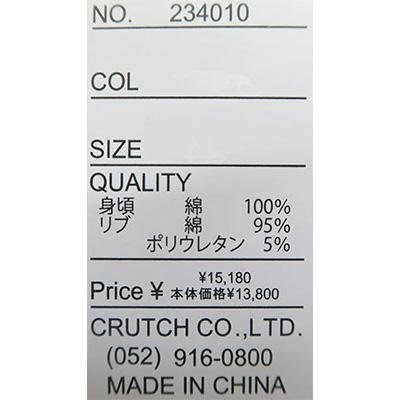 NO. 234010
COL
SIZE
QUALITY
身頃 綿 100%
リブ 綿 95%
ポリウレタン 5%
¥15,180
Price ¥ 本体価格¥13,800
CRUTCH CO.,LTD.
(052) 916-0800
MADE IN CHINA